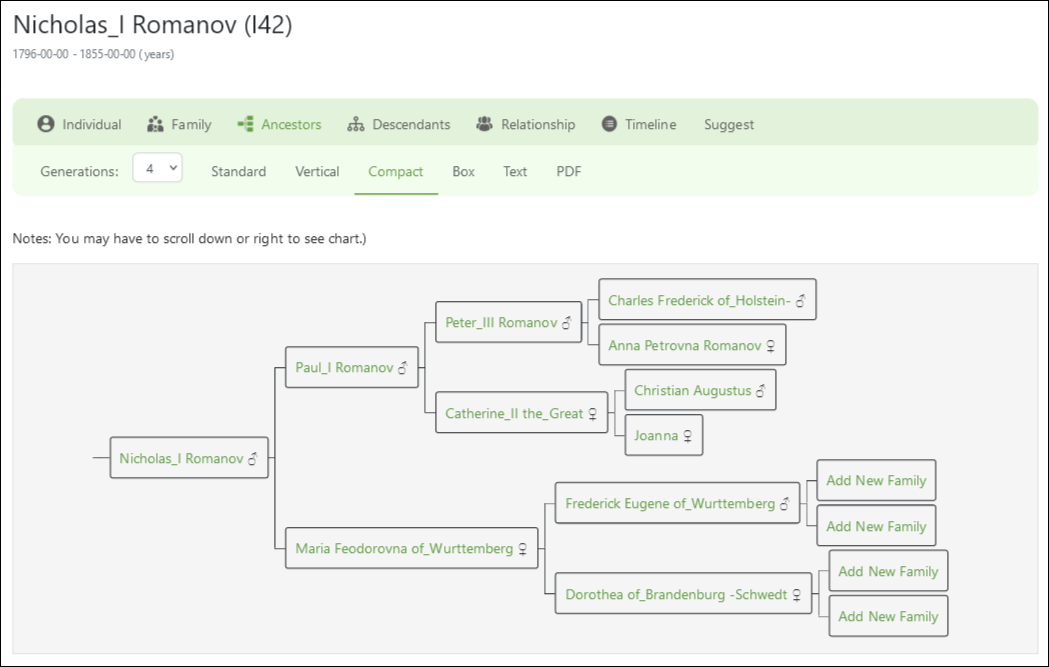 Nicholas_I Romanov (I42)
1796-00-00 - 1855-00-00 ( years)
Individual Family Ancestors Descendants Relationship Timeline Suggest
Generations: 4 Standard Vertical Compact Box Text PDF
Notes: You may have to scroll down or right to see chart.)
Charles Frederick of_Holstein- ♂
Peter_III Romanov ♂
Anna Petrovna Romanov ♀
Paul_I Romanov ♂
Christian Augustus ♂
Catherine_II the_Great ♀
Joanna ♀
Nicholas_I Romanov ♂
Add New Family
Frederick Eugene of_Wurttemberg ♂
Add New Family
Maria Feodorovna of_Wurttemberg ♀
Add New Family
Dorothea of_Brandenburg -Schwedt ♀
Add New Family